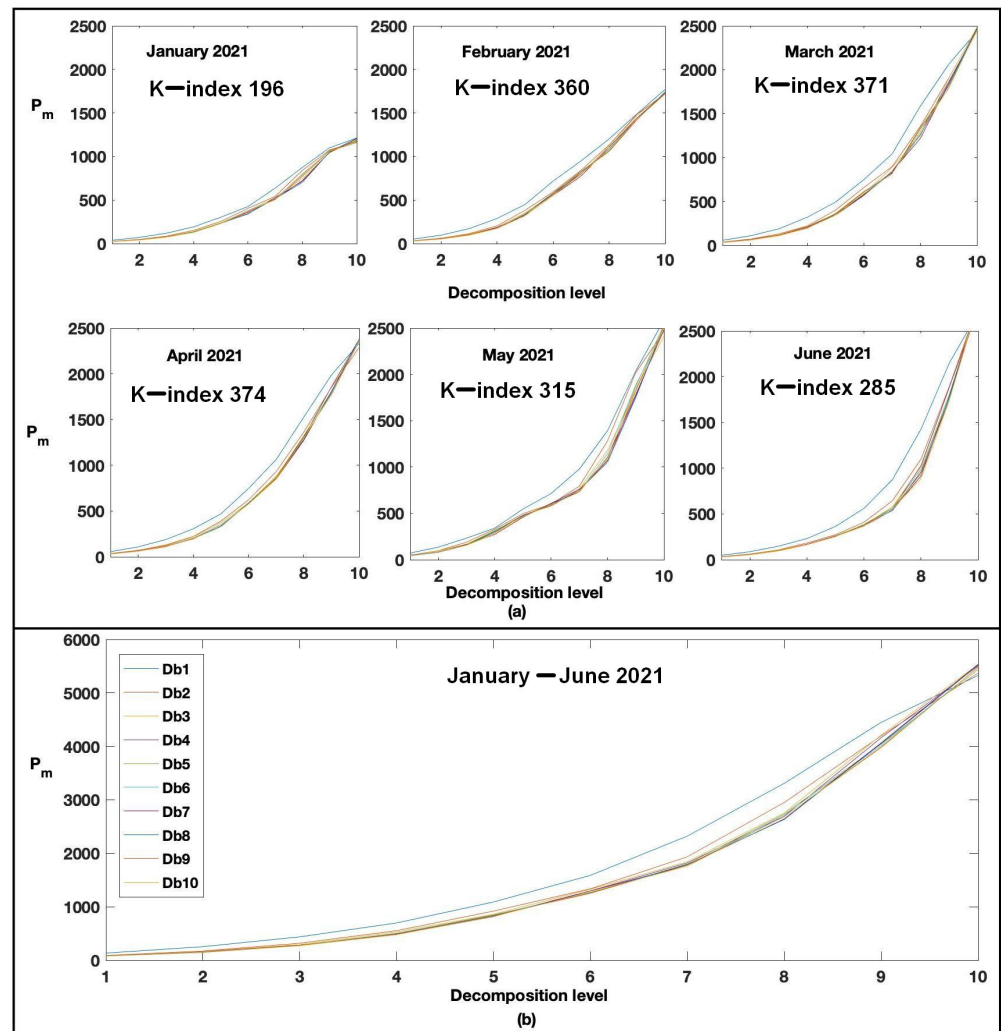 January 2021
K—index 196
P_m
2500
2000
1500
1000
500
0
2 4 6 8 10
February 2021
K—index 360
2500
2000
1500
1000
500
0
2 4 6 8 10
March 2021
K—index 371
2500
2000
1500
1000
500
0
2 4 6 8 10
Decomposition level
April 2021
K—index 374
P_m
2500
2000
1500
1000
500
0
2 4 6 8 10
May 2021
K—index 315
2500
2000
1500
1000
500
0
2 4 6 8 10
June 2021
K—index 285
2500
2000
1500
1000
500
0
2 4 6 8 10
Decomposition level
(a)
January — June 2021
P_m
6000
5000
4000
3000
2000
1000
0
Db1
Db2
Db3
Db4
Db5
Db6
Db7
Db8
Db9
Db10
1 2 3 4 5 6 7 8 9 10
Decomposition level
(b)